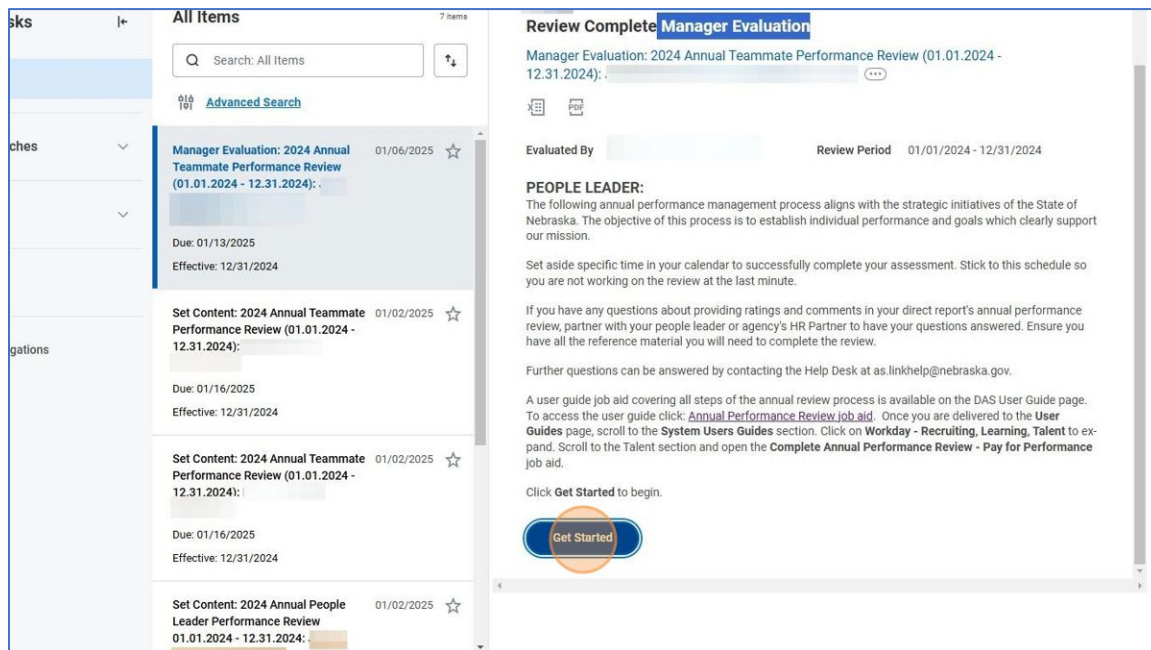 sks
ches
gations
All Items
7 items
Search: All Items
Advanced Search
Manager Evaluation: 2024 Annual
Teammate Performance Review
(01.01.2024 - 12.31.2024):
01/06/2025
Due: 01/13/2025
Effective: 12/31/2024
Set Content: 2024 Annual Teammate
Performance Review (01.01.2024 -
12.31.2024):
01/02/2025
Due: 01/16/2025
Effective: 12/31/2024
Set Content: 2024 Annual Teammate
Performance Review (01.01.2024 -
12.31.2024):
01/02/2025
Due: 01/16/2025
Effective: 12/31/2024
Set Content: 2024 Annual People
Leader Performance Review
01.01.2024 - 12.31.2024:
01/02/2025
Review Complete Manager Evaluation
Manager Evaluation: 2024 Annual Teammate Performance Review (01.01.2024 -
12.31.2024):
X
PDF
Evaluated By
Review Period 01/01/2024 - 12/31/2024
PEOPLE LEADER:
The following annual performance management process aligns with the strategic initiatives of the State of
Nebraska. The objective of this process is to establish individual performance and goals which clearly support
our mission.
Set aside specific time in your calendar to successfully complete your assessment. Stick to this schedule so
you are not working on the review at the last minute.
If you have any questions about providing ratings and comments in your direct report's annual performance
review, partner with your people leader or agency's HR Partner to have your questions answered. Ensure you
have all the reference material you will need to complete the review.
Further questions can be answered by contacting the Help Desk at as.linkhelp@nebraska.gov.
A user guide job aid covering all steps of the annual review process is available on the DAS User Guide page.
To access the user guide click: Annual Performance Review job aid. Once you are delivered to the User
Guides page, scroll to the System Users Guides section. Click on Workday - Recruiting, Learning, Talent to ex-
pand. Scroll to the Talent section and open the Complete Annual Performance Review - Pay for Performance
job aid.
Click Get Started to begin.
Get Started